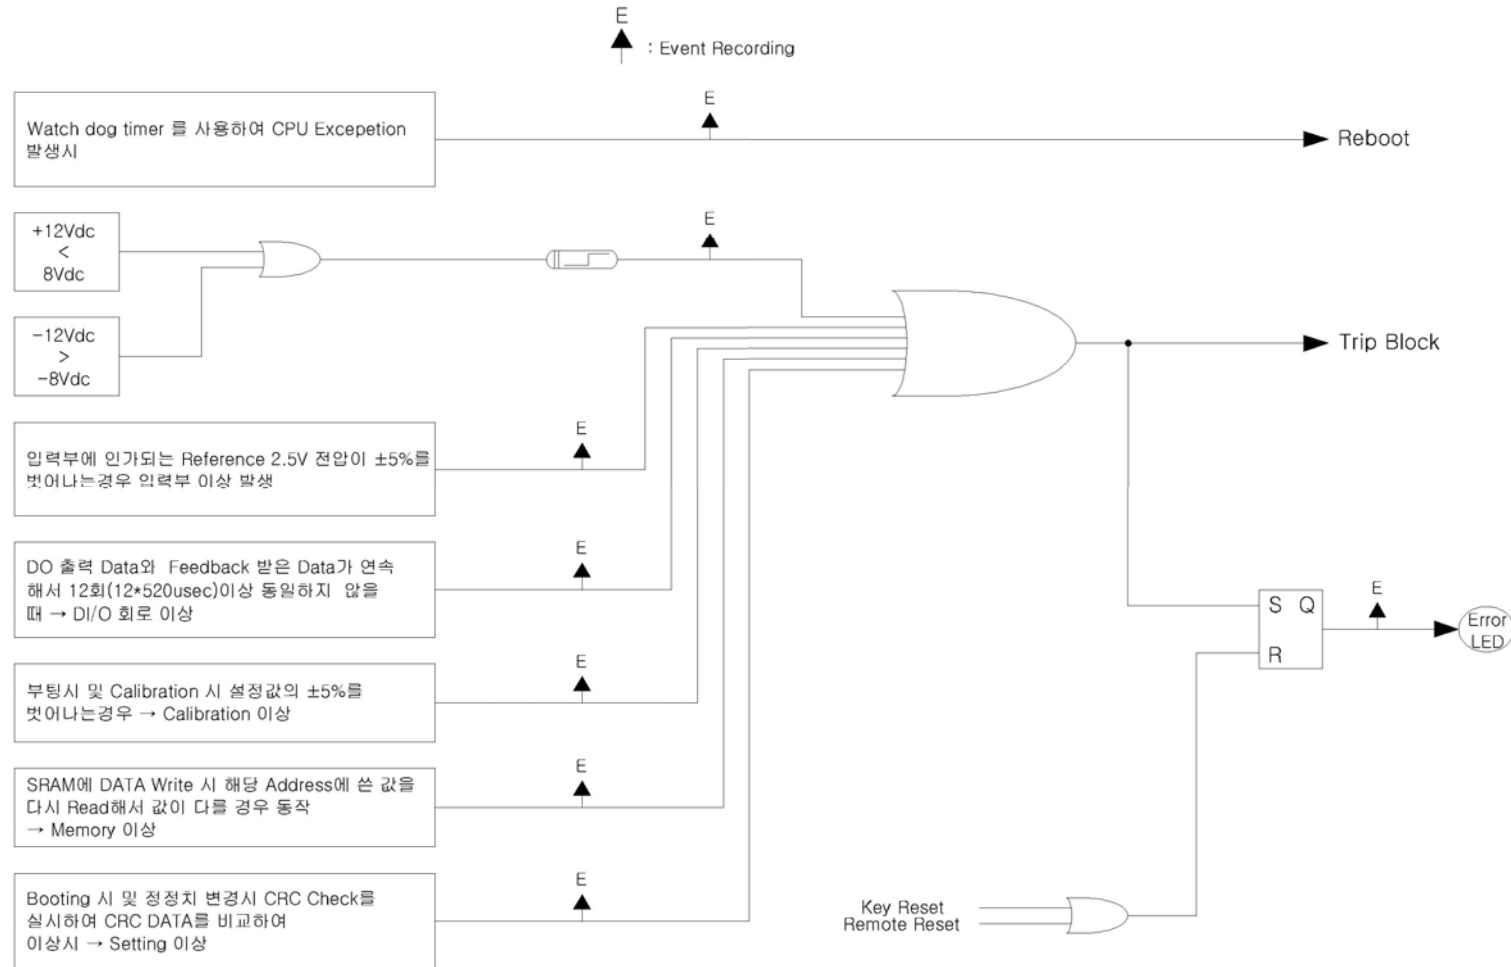 E
: Event Recording
Watch dog timer 를 사용하여 CPU Excepetion
발생시
E
Reboot
+12Vdc
<
8Vdc
E
-12Vdc
>
-8Vdc
Trip Block
입력부에 인가되는 Reference 2.5V 전압이 ±5%를
벗어나는경우 입력부 이상 발생
E
DO 출력 Data와 Feedback 받은 Data가 연속
해서 12회(12*520usec)이상 동일하지 않을
때 → DI/O 회로 이상
E
S Q
R
E
Error
LED
부팅시 및 Calibration 시 설정값의 ±5%를
벗어나는경우 → Calibration 이상
E
SRAM에 DATA Write 시 해당 Address에 쓴 값을
다시 Read해서 값이 다를 경우 동작
→ Memory 이상
E
Booting 시 및 정정치 변경시 CRC Check를
실시하여 CRC DATA를 비교하여
이상시 → Setting 이상
E
Key Reset
Remote Reset